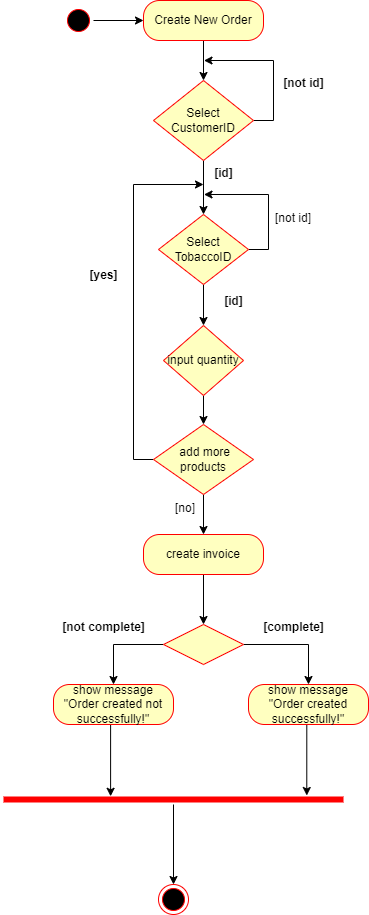 Create New Order
[not id]
Select
CustomerID
[id]
[not id]
Select
TobaccoID
[yes]
[id]
input quantity
add more
products
[no]
create invoice
[not complete]
[complete]
show message
"Order created not
successfully!"
show message
"Order created
successfully!"